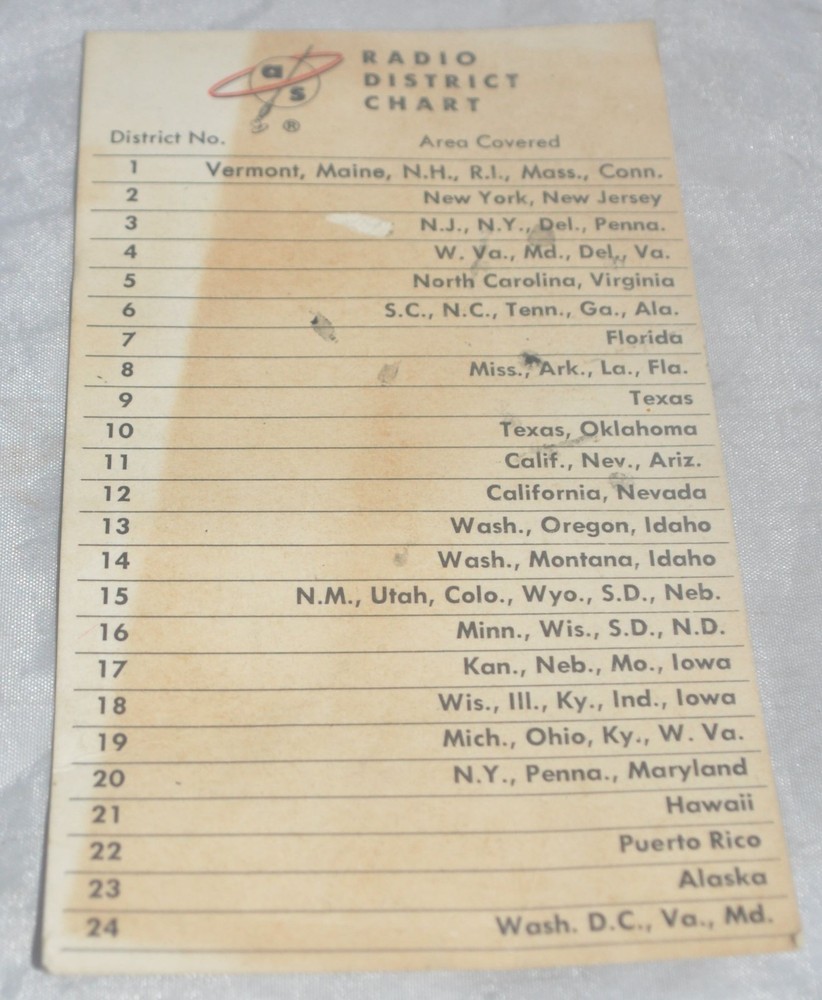 a
s
®
RADIO
DISTRICT
CHART
District No. Area Covered
1 Vermont, Maine, N.H., R.I., Mass., Conn.
2 New York, New Jersey
3 N.J., N.Y., Del., Penna.
4 W. Va., Md., Del., Va.
5 North Carolina, Virginia
6 S.C., N.C., Tenn., Ga., Ala.
7 Florida
8 Miss., Ark., La., Fla.
9 Texas
10 Texas, Oklahoma
11 Calif., Nev., Ariz.
12 California, Nevada
13 Wash., Oregon, Idaho
14 Wash., Montana, Idaho
15 N.M., Utah, Colo., Wyo., S.D., Neb.
16 Minn., Wis., S.D., N.D.
17 Kan., Neb., Mo., Iowa
18 Wis., Ill., Ky., Ind., Iowa
19 Mich., Ohio, Ky., W. Va.
20 N.Y., Penna., Maryland
21 Hawaii
22 Puerto Rico
23 Alaska
24 Wash. D.C., Va., Md.